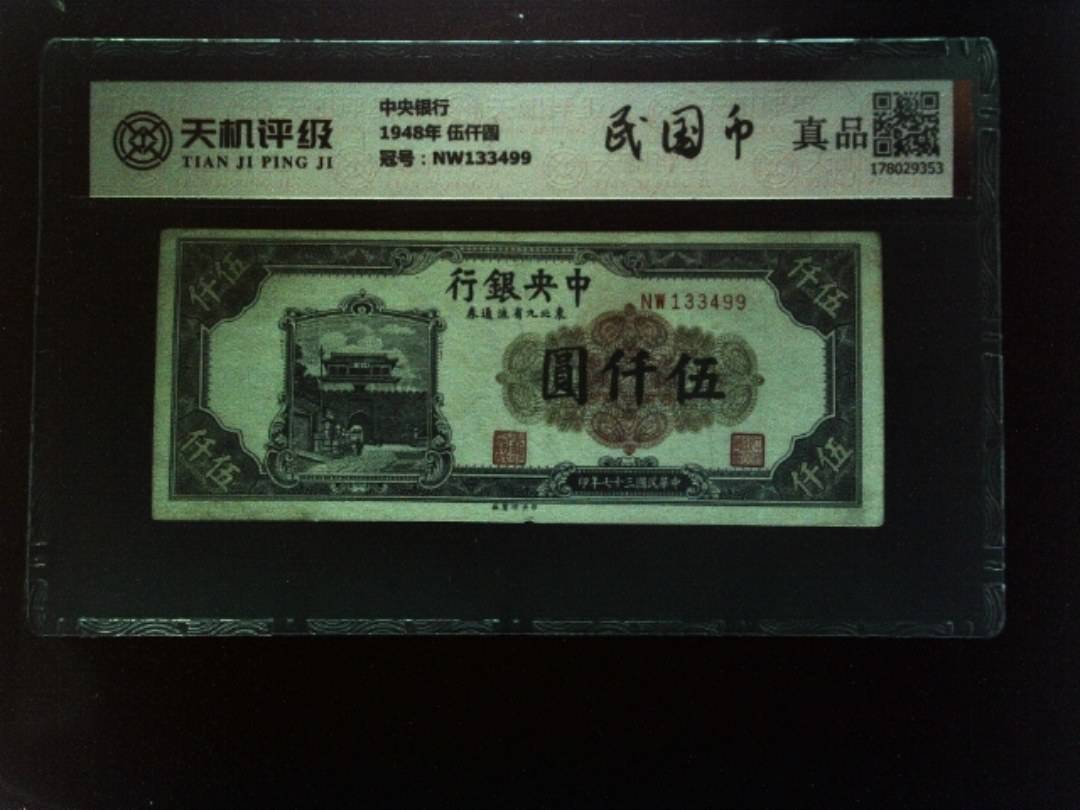 天机评级
TIAN JI PING JI
中央银行
1948年 伍仟圓
冠号：NW133499
民国币
真品
178029353
仟伍
仟伍
行銀央中
券通流省九北東
NW133499
圓仟伍
仟伍
仟伍
印年七十三國民華中